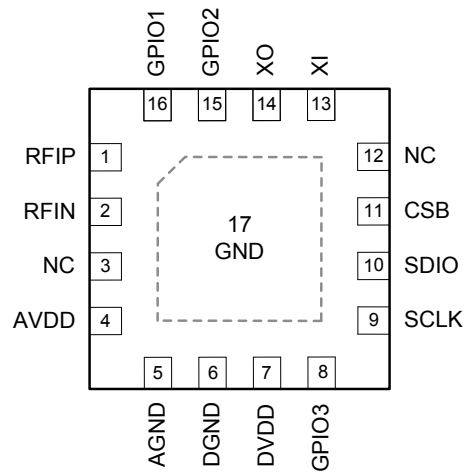 GPIO1
GPIO2
XO
XI
16
15
14
13
RFIP
1
12
NC
RFIN
2
11
CSB
17
GND
NC
3
10
SDIO
AVDD
4
9
SCLK
5
6
7
8
AGND
DGND
DVDD
GPIO3